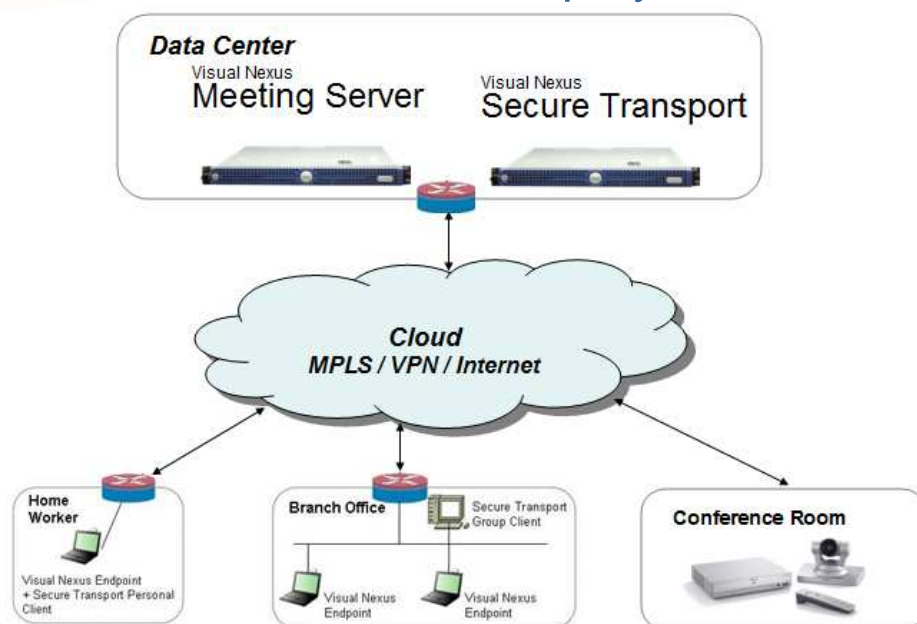 Data Center
Visual Nexus
Meeting Server
Visual Nexus
Secure Transport
Cloud
MPLS / VPN / Internet
Home
Worker
Visual Nexus Endpoint
+ Secure Transport Personal
Client
Branch Office
Secure Transport
Group Client
Visual Nexus
Endpoint
Visual Nexus
Endpoint
Conference Room